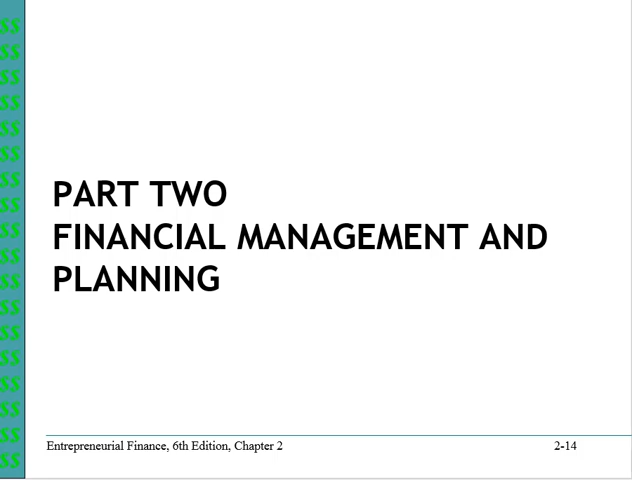 PART TWO
FINANCIAL MANAGEMENT AND
PLANNING
Entrepreneurial Finance, 6th Edition, Chapter 2
2-14